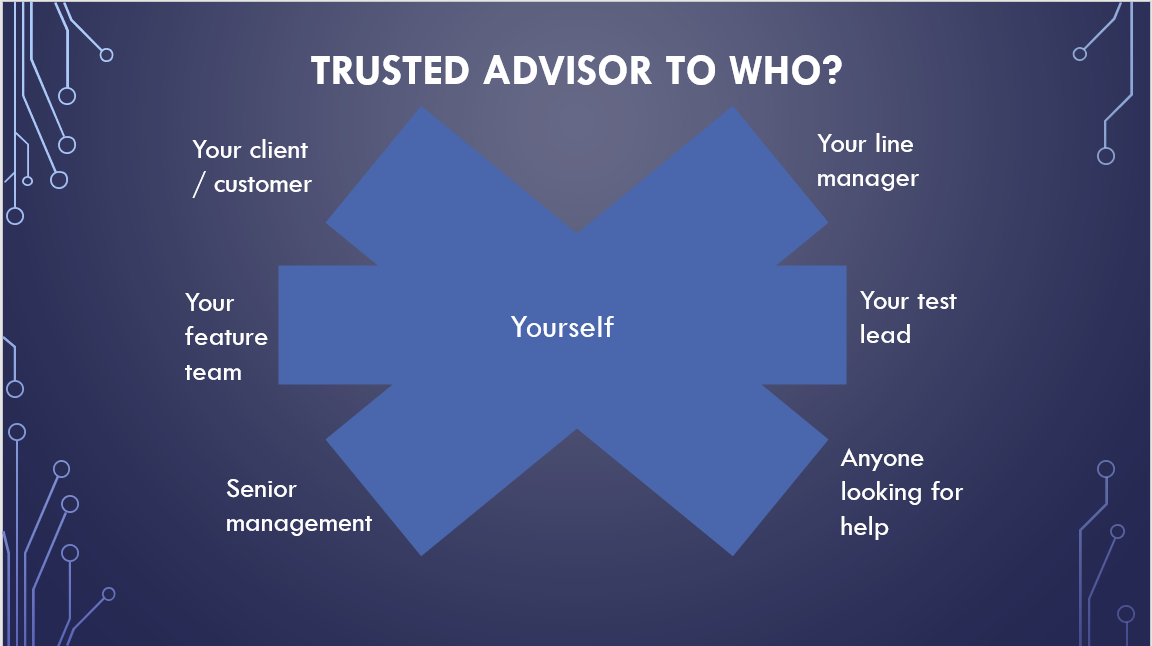 TRUSTED ADVISOR TO WHO?
Your client
/ customer
Your line
manager
Your
feature
team
Yourself
Your test
lead
Senior
management
Anyone
looking for
help